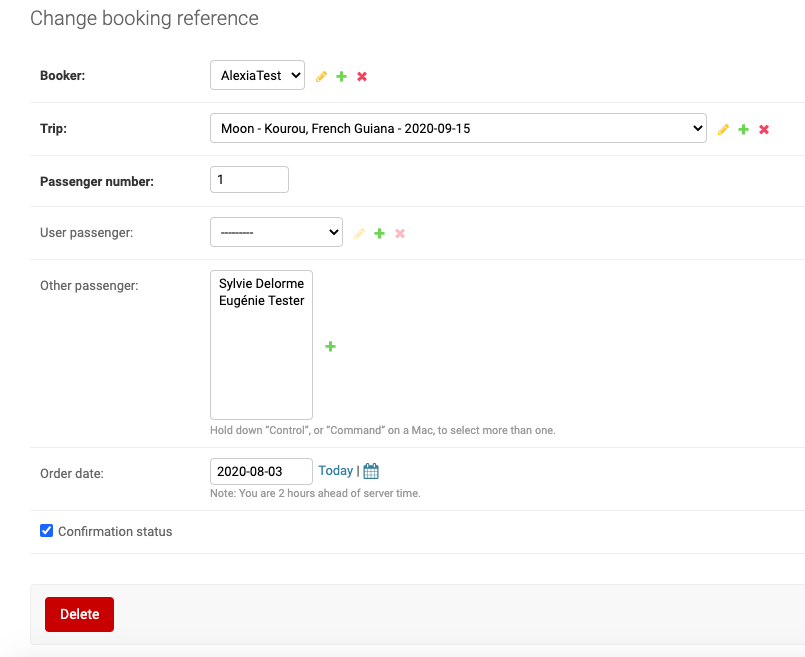 Change booking reference
Booker: AlexiaTest
Trip: Moon - Kourou, French Guiana - 2020-09-15
Passenger number: 1
User passenger: ---------
Other passenger: Sylvie Delorme
Eugénie Tester
Hold down “Control”, or “Command” on a Mac, to select more than one.
Order date: 2020-08-03 Today |
Note: You are 2 hours ahead of server time.
Confirmation status
Delete